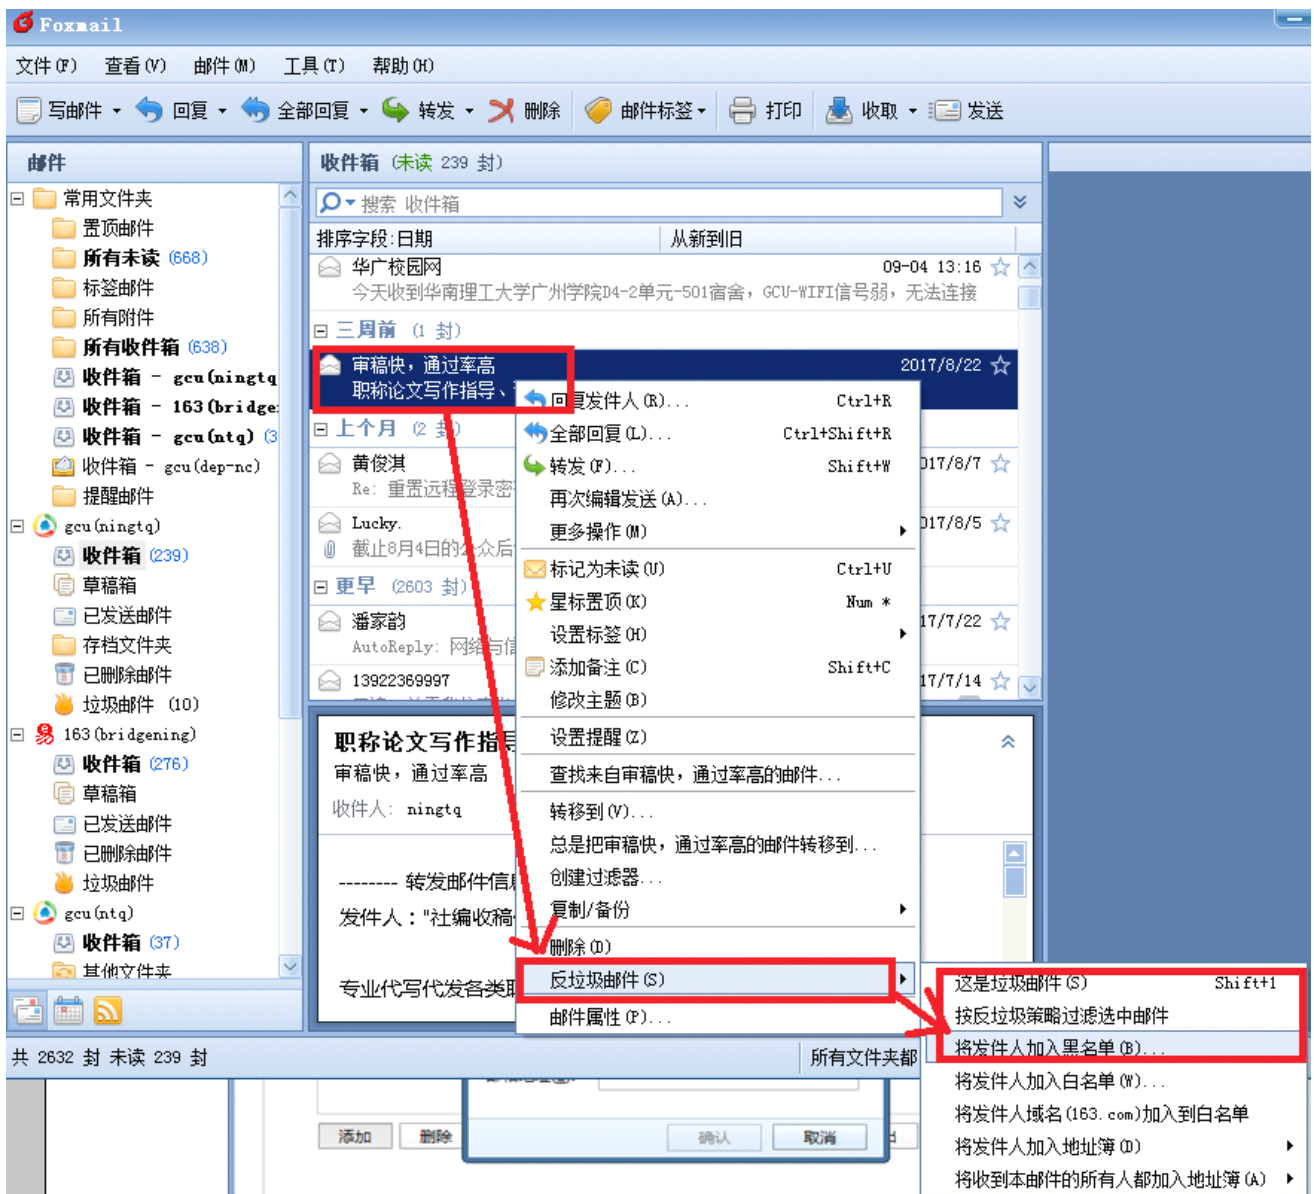 Foxmail
文件(F) 查看(V) 邮件(M) 工具(T) 帮助(H)
写邮件 回复 全部回复 转发 删除 邮件标签 打印 收取 发送
邮件
常用文件夹
置顶邮件
所有未读 (668)
标签邮件
所有附件
所有收件箱 (638)
收件箱 - gcu(ningtq
收件箱 - 163(bridge
收件箱 - gcu(ntq) (3
收件箱 - gcu(dep-nc)
提醒邮件
gcu(ningtq)
收件箱 (239)
草稿箱
已发送邮件
存档文件夹
已删除邮件
垃圾邮件 (10)
163(bridgening)
收件箱 (276)
草稿箱
已发送邮件
已删除邮件
垃圾邮件
gcu(ntq)
收件箱 (37)
其他文件夹
共 2632 封 未读 239 封
收件箱 (未读 239 封)
搜索 收件箱
排序字段:日期 从新到旧
华广校园网 09-04 13:16
今天收到华南理工大学广州学院D4-2单元-501宿舍，GCU-WIFI信号弱，无法连接
三周前 (1 封)
审稿快，通过率高 2017/8/22
职称论文写作指导、
上个月 (2 封)
黄俊淇 017/8/7
Re: 重置远程登录密
Lucky. 017/8/5
截止8月4日的公众后
更早 (2603 封)
潘家韵 17/7/22
AutoReply: 网络与信
13922369997 17/7/14
职称论文写作指导
审稿快，通过率高
收件人: ningtq
-------- 转发邮件信息
发件人："社编收稿
专业代写代发各类职
所有文件夹都
回复发件人(R)... Ctrl+R
全部回复(L)... Ctrl+Shift+R
转发(F)... Shift+W
再次编辑发送(A)...
更多操作(M)
标记为未读(U) Ctrl+U
星标置顶(K) Num *
设置标签(H)
添加备注(C) Shift+C
修改主题(B)
设置提醒(Z)
查找来自审稿快，通过率高的邮件...
转移到(V)...
总是把审稿快，通过率高的邮件转移到...
创建过滤器...
复制/备份
删除(D)
反垃圾邮件(S)
邮件属性(P)...
这是垃圾邮件(S) Shift+1
按反垃圾策略过滤选中邮件
将发件人加入黑名单(B)...
将发件人加入白名单(W)...
将发件人域名(163.com)加入到白名单
将发件人加入地址簿(D)
将收到本邮件的所有人都加入地址簿(A)
添加 删除 确认 取消